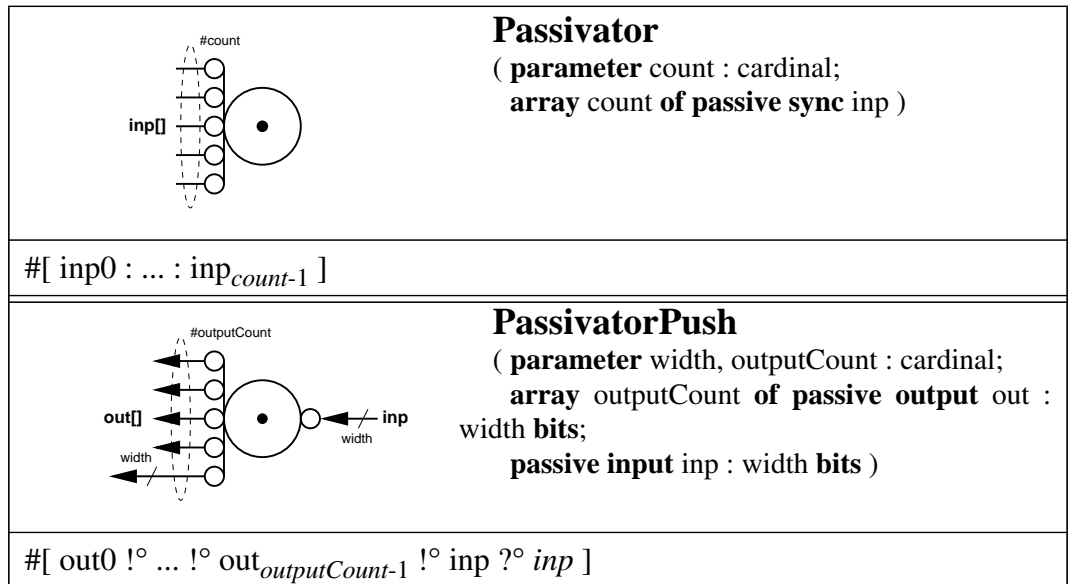 #count
inp[]
Passivator
( parameter count : cardinal;
array count of passive sync inp )
#[ inp0 : ... : inp_count-1 ]
#outputCount
out[]
inp
width
width
PassivatorPush
( parameter width, outputCount : cardinal;
array outputCount of passive output out :
width bits;
passive input inp : width bits )
#[ out0 !° ... !° out_outputCount-1 !° inp ?° inp ]